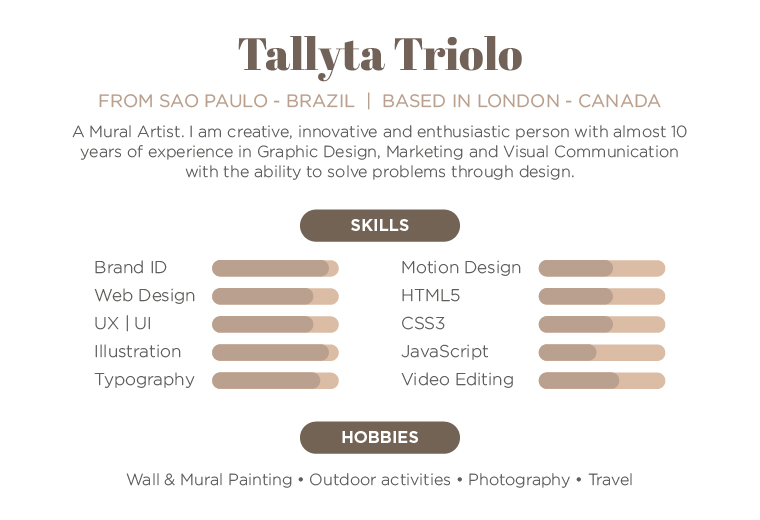 Tallyta Triolo
FROM SAO PAULO - BRAZIL | BASED IN LONDON - CANADA
A Mural Artist. I am creative, innovative and enthusiastic person with almost 10
years of experience in Graphic Design, Marketing and Visual Communication
with the ability to solve problems through design.
SKILLS
Brand ID
Web Design
UX | UI
Illustration
Typography
Motion Design
HTML5
CSS3
JavaScript
Video Editing
HOBBIES
Wall & Mural Painting • Outdoor activities • Photography • Travel